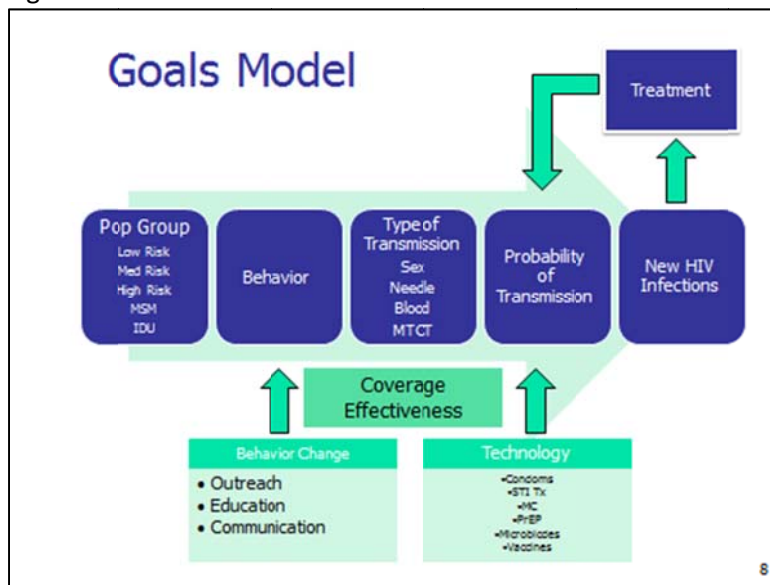 Goals Model
Treatment
Pop Group
Low Risk
Med Risk
High Risk
MSM
IDU
Behavior
Type of
Transmission
Sex
Needle
Blood
MTCT
Probability
of
Transmission
New HIV
Infections
Coverage
Effectiveness
Behavior Change
• Outreach
• Education
• Communication
Technology
•Condoms
•STI Tx
•MC
•PrEP
•Microbiodes
•Vaccines
8